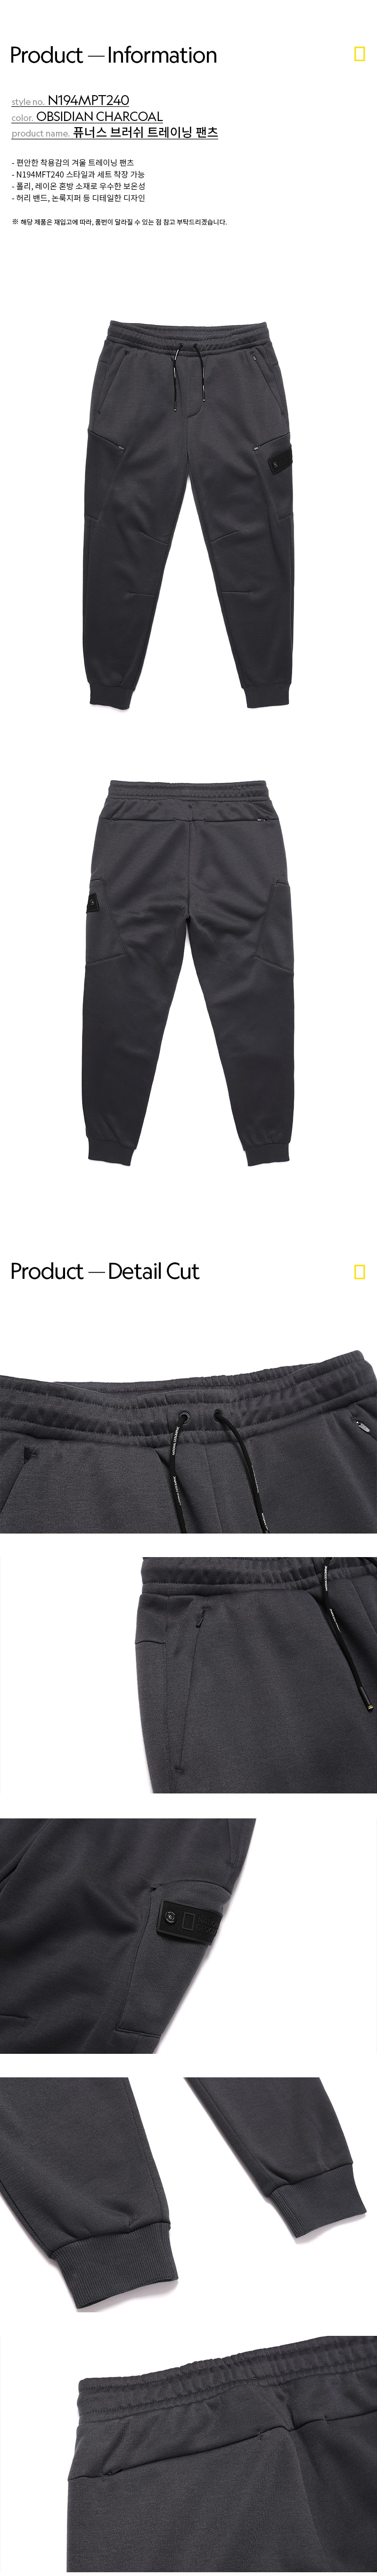 Product — Information
style no. N194MPT240
color. OBSIDIAN CHARCOAL
product name.퓨너스 브러쉬 트레이닝 팬츠
- 편안한 착용감의 겨울 트레이닝 팬츠
- N194MFT240 스타일과 세트 착장 가능
- 폴리, 레이온 혼방 소재로 우수한 보온성
- 허리 밴드, 논록지퍼 등 디테일한 디자인
※ 해당 제품은 재입고에 따라, 품번이 달라질 수 있는 점 참고 부탁드리겠습니다.
Product — Detail Cut